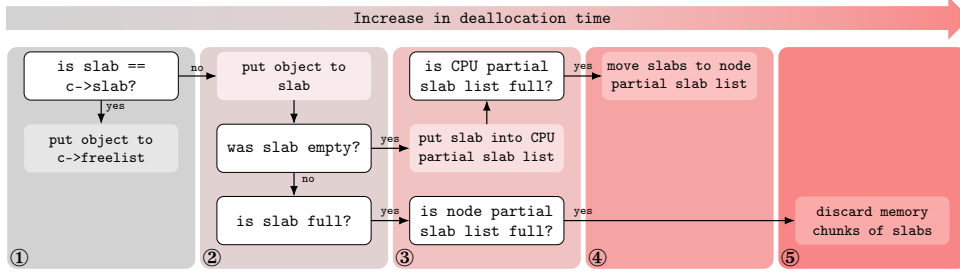 Increase in deallocation time
is slab ==
c->slab?
no
yes
put object to
c->freelist
①
put object to
slab
was slab empty?
yes
no
is slab full?
yes
②
is CPU partial
slab list full?
yes
put slab into CPU
partial slab list
is node partial
slab list full?
yes
③
move slabs to node
partial slab list
④
discard memory
chunks of slabs
⑤